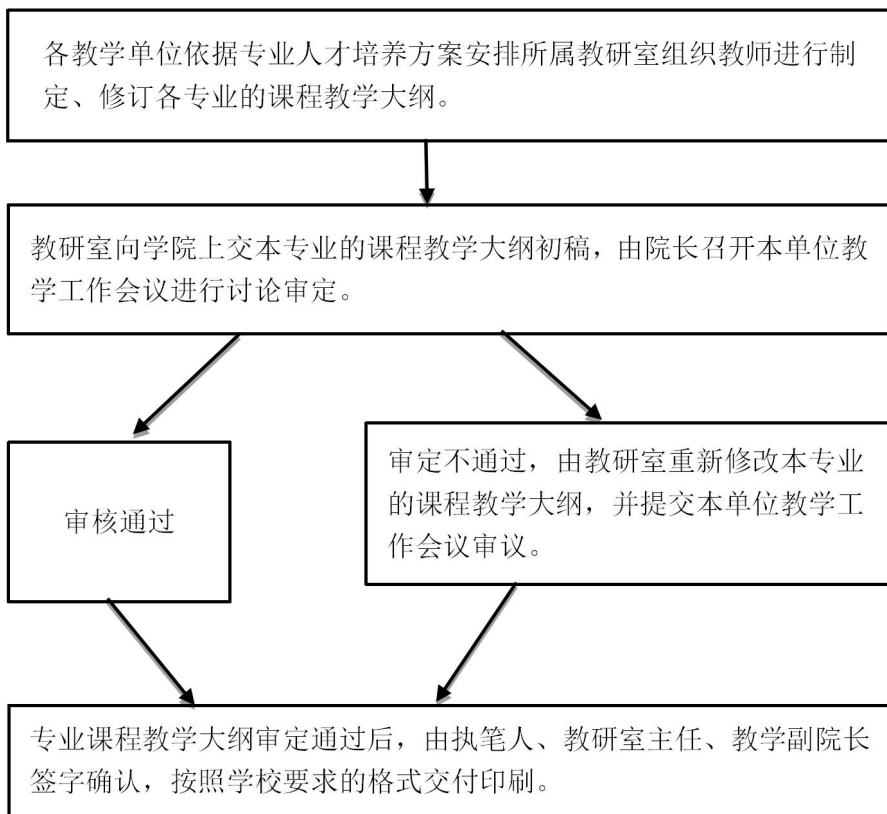 各教学单位依据专业人才培养方案安排所属教研室组织教师进行制
定、修订各专业的课程教学大纲。
教研室向学院上交本专业的课程教学大纲初稿，由院长召开本单位教
学工作会议进行讨论审定。
审核通过
审定不通过，由教研室重新修改本专业
的课程教学大纲，并提交本单位教学工
作会议审议。
专业课程教学大纲审定通过后，由执笔人、教研室主任、教学副院长
签字确认，按照学校要求的格式交付印刷。